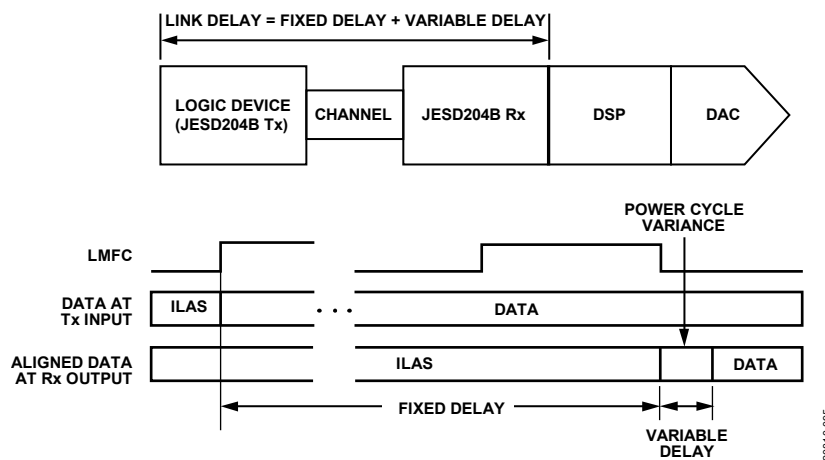 LINK DELAY = FIXED DELAY + VARIABLE DELAY
LOGIC DEVICE
(JESD204B Tx)
CHANNEL
JESD204B Rx
DSP
DAC
POWER CYCLE
VARIANCE
LMFC
DATA AT
Tx INPUT
ILAS
. . .
DATA
ALIGNED DATA
AT Rx OUTPUT
ILAS
DATA
FIXED DELAY
VARIABLE
DELAY